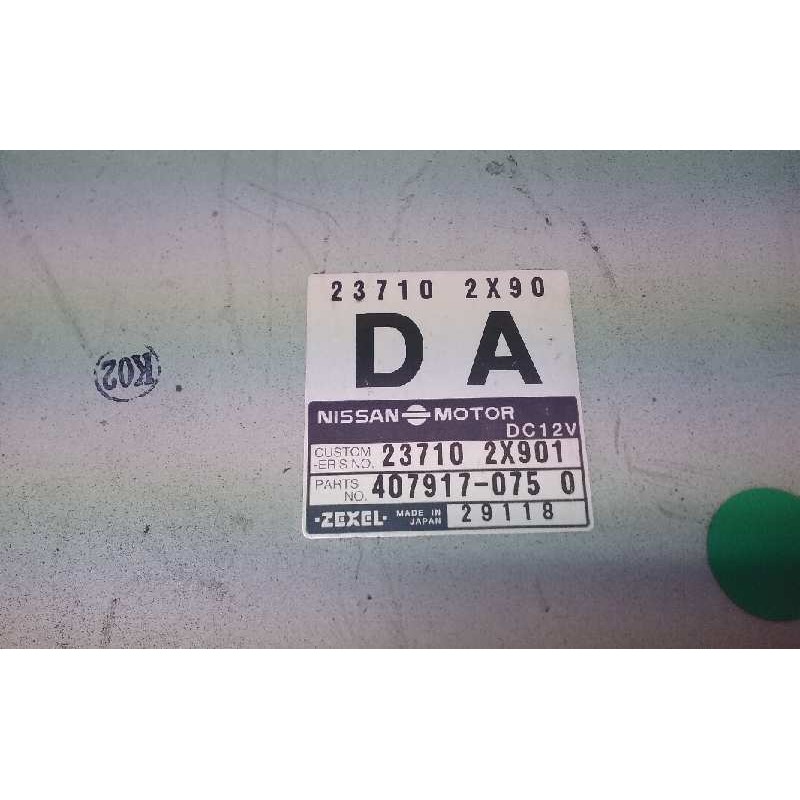 23710 2X90
DA
NISSAN MOTOR
DC12V
CUSTOM
-ER'S NO. 23710 2X901
PARTS
NO. 407917-075 0
·ZEXEL· MADE IN
JAPAN 29118
K02